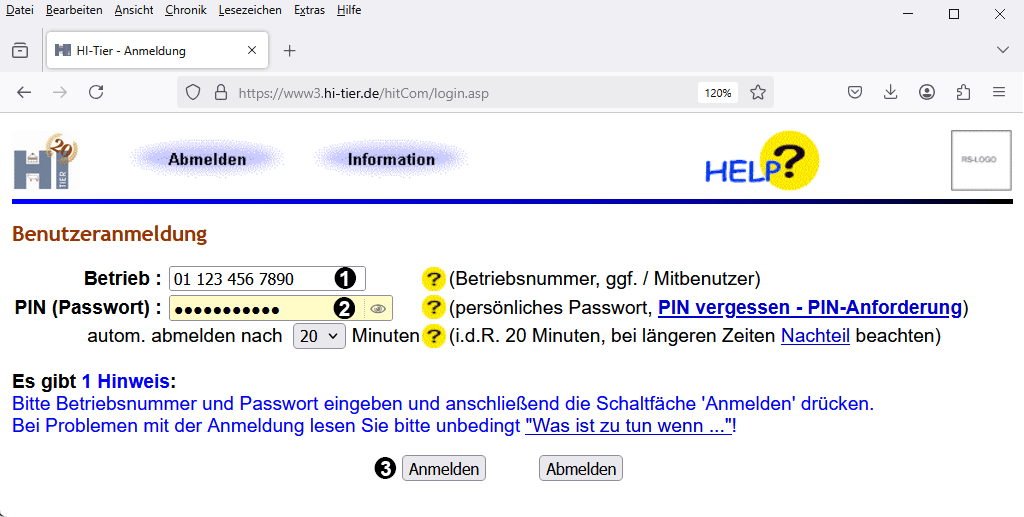 Datei Bearbeiten Ansicht Chronik Lesezeichen Extras Hilfe
HI-Tier - Anmeldung
https://www3.hi-tier.de/hitCom/login.asp 120%
HI TIER 20 Abmelden Information HELP? RS-LOGO
Benutzeranmeldung
Betrieb : 01 123 456 7890 1 ? (Betriebsnummer, ggf. / Mitbenutzer)
PIN (Passwort) : ●●●●●●●●●●● 2 ? (persönliches Passwort, PIN vergessen - PIN-Anforderung)
autom. abmelden nach 20 Minuten ? (i.d.R. 20 Minuten, bei längeren Zeiten Nachteil beachten)
Es gibt 1 Hinweis:
Bitte Betriebsnummer und Passwort eingeben und anschließend die Schaltfäche 'Anmelden' drücken.
Bei Problemen mit der Anmeldung lesen Sie bitte unbedingt "Was ist zu tun wenn ..."!
3 Anmelden Abmelden